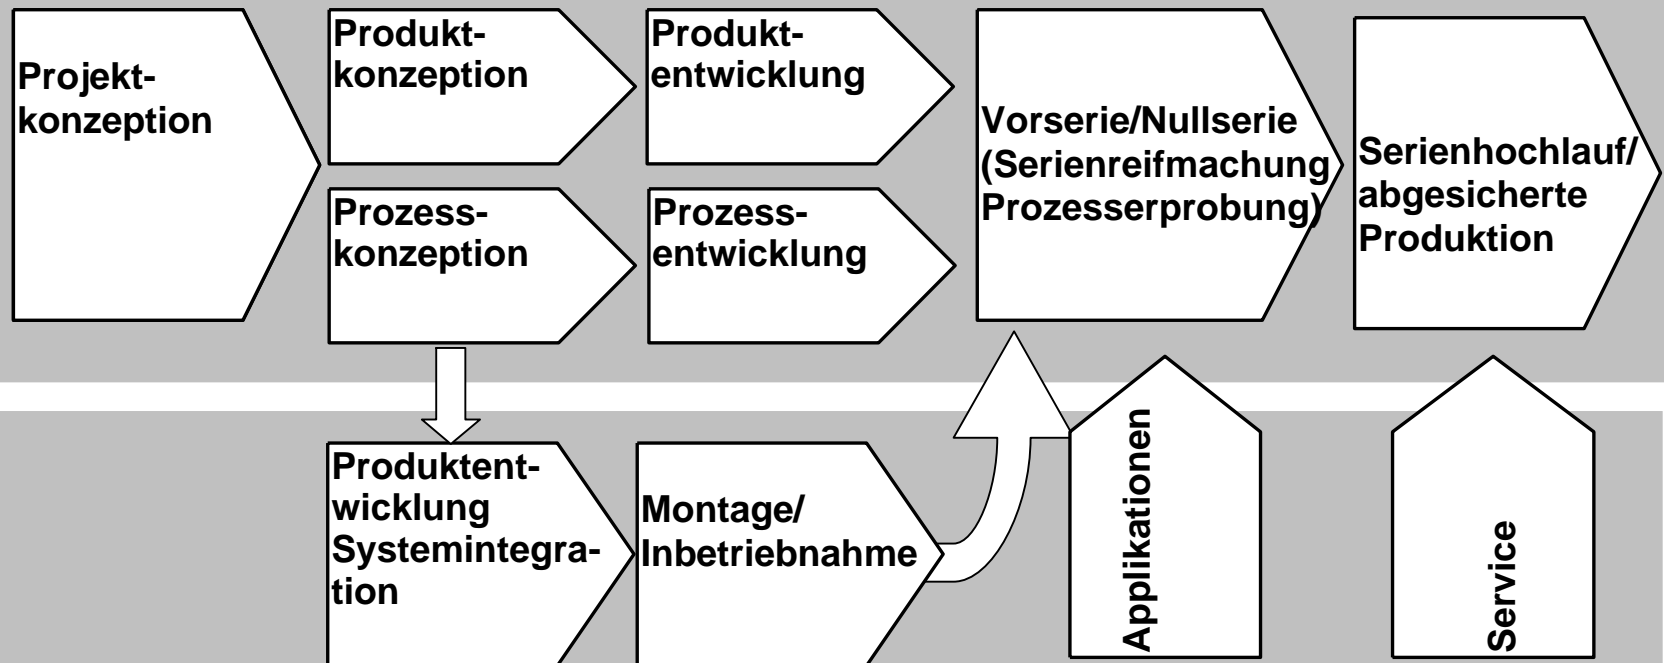 Projekt-
konzeption
Produkt-
konzeption
Produkt-
entwicklung
Prozess-
konzeption
Prozess-
entwicklung
Vorserie/Nullserie
(Serienreifmachung
Prozesserprobung)
Serienhochlauf/
abgesicherte
Produktion
Produktent-
wicklung
Systemintegra-
tion
Montage/
Inbetriebnahme
Applikationen
Service